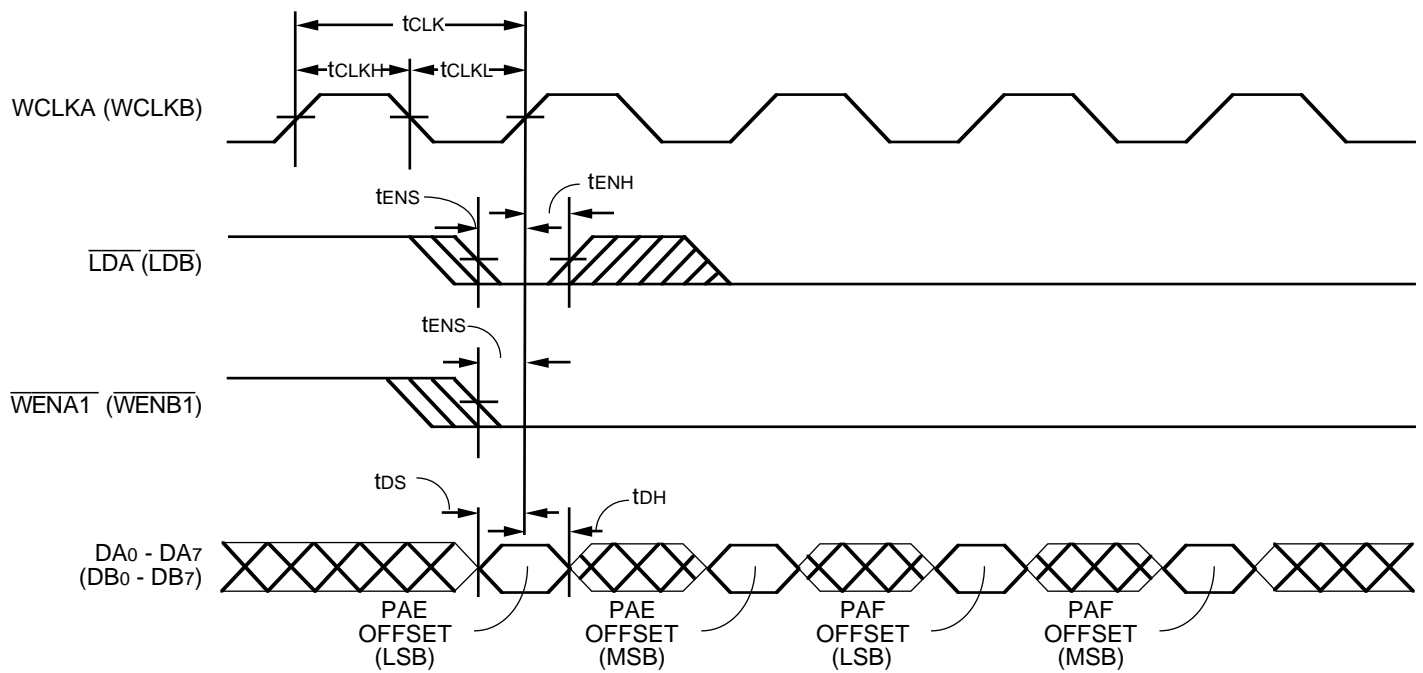 tCLK
tCLKH
tCLKL
WCLKA (WCLKB)
tENS
tENH
LDA (LDB)
tENS
WENA1 (WENB1)
tDS
tDH
DA0 - DA7
(DB0 - DB7)
PAE
OFFSET
(LSB)
PAE
OFFSET
(MSB)
PAF
OFFSET
(LSB)
PAF
OFFSET
(MSB)